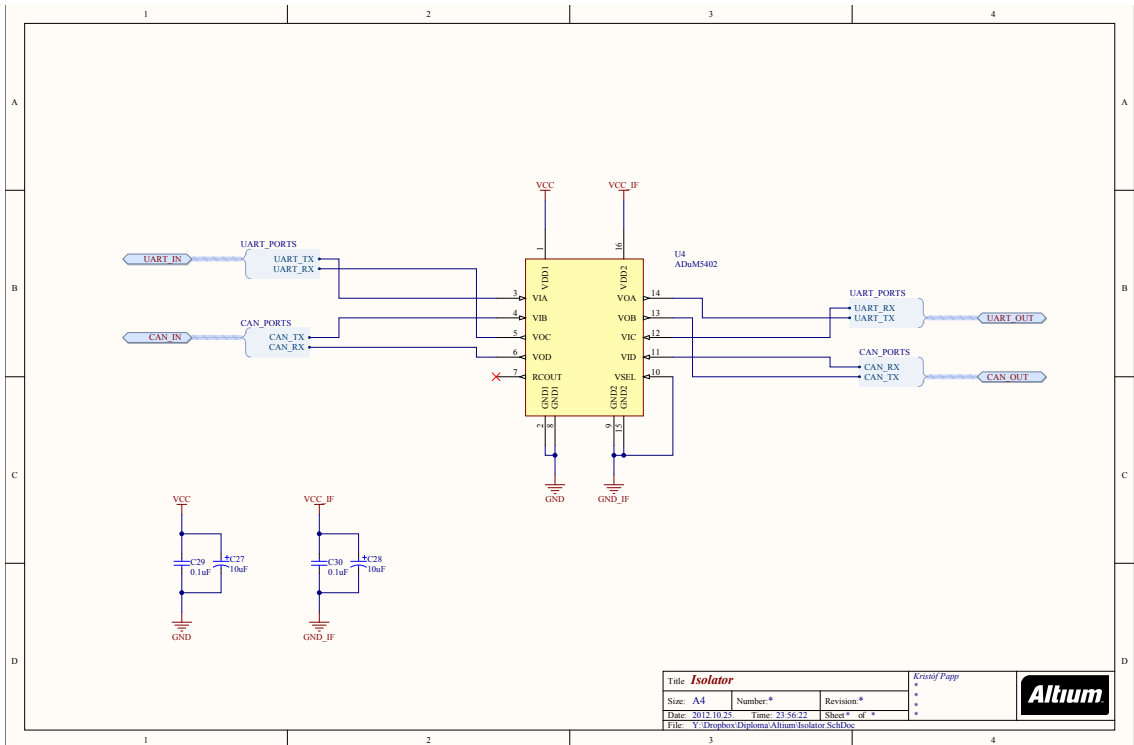 1 2 3 4
A A
VCC VCC_IF
1 16
U4
ADuM5402
UART_PORTS
UART_IN UART_TX
UART_RX
VDD1 VDD2
3 VIA VOA 14
UART_PORTS
UART_RX
B B
4 VIB VOB 13
UART_TX UART_OUT
CAN_PORTS
CAN_IN CAN_TX
CAN_RX
5 VOC VIC 12
6 VOD VID 11
CAN_PORTS
CAN_RX
CAN_TX CAN_OUT
7 RCOUT VSEL 10
GND1 GND1 GND2 GND2
2 8 9 15
GND GND_IF
C C
VCC VCC_IF
C29 +C27 C30 +C28
0.1uF 10uF 0.1uF 10uF
GND GND_IF
D D
Title Isolator Kristóf Papp
*
Size: A4 Number:* Revision:* *
*
Date: 2012.10.25. Time: 23:56:22 Sheet* of * *
File: Y:\Dropbox\Diploma\Altium\Isolator.SchDoc
Altıum
1 2 3 4